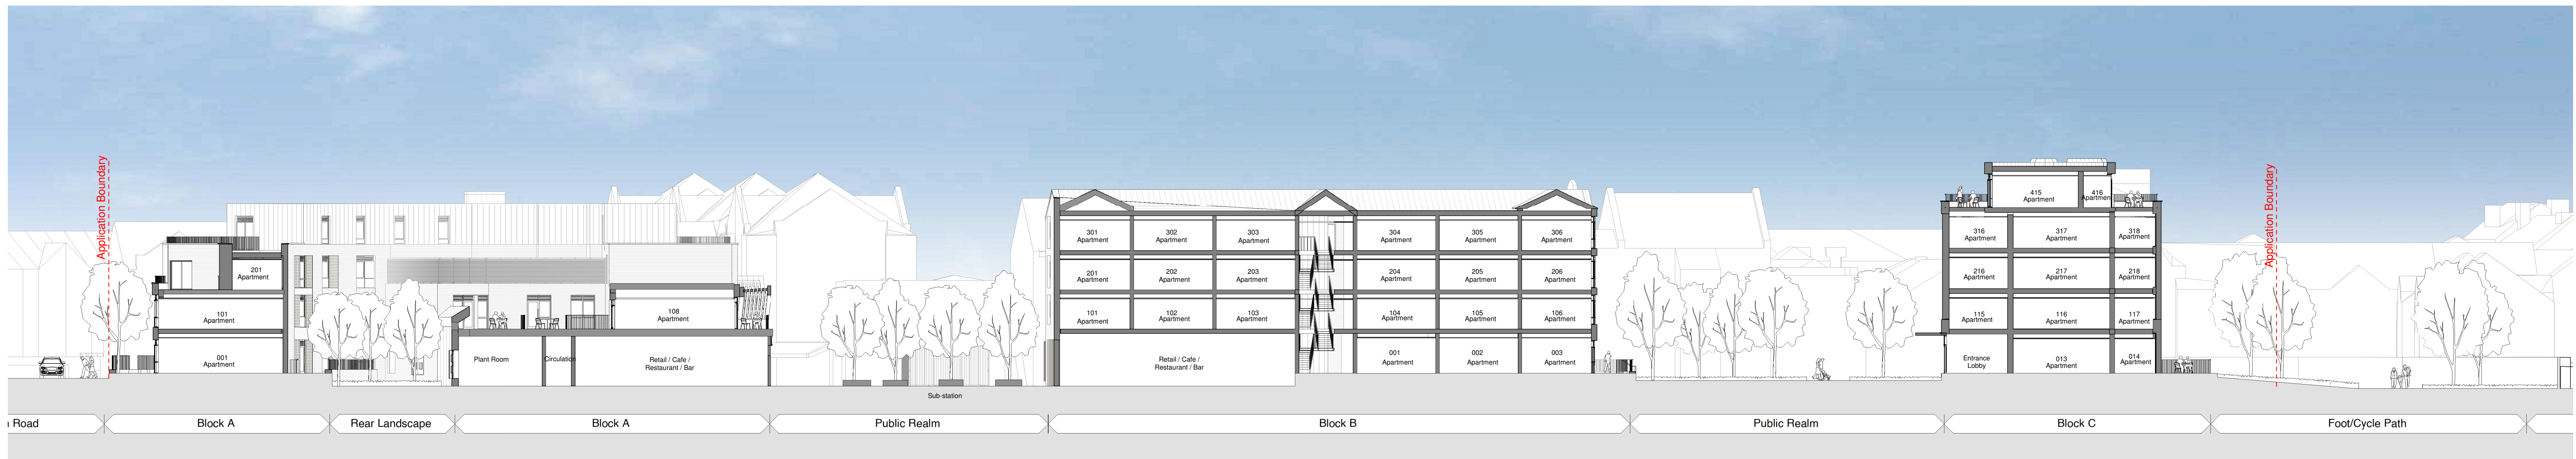 Application Boundary
201
Apartment
101
Apartment
001
Apartment
108
Apartment
Plant Room
Circulation
Retail / Cafe /
Restaurant / Bar
Sub-station
301
Apartment
302
Apartment
303
Apartment
304
Apartment
305
Apartment
306
Apartment
201
Apartment
202
Apartment
203
Apartment
204
Apartment
205
Apartment
206
Apartment
101
Apartment
102
Apartment
103
Apartment
104
Apartment
105
Apartment
106
Apartment
Retail / Cafe /
Restaurant / Bar
001
Apartment
002
Apartment
003
Apartment
415
Apartment
416
Apartmen
316
Apartment
317
Apartment
318
Apartment
216
Apartment
217
Apartment
218
Apartment
115
Apartment
116
Apartment
117
Apartment
Entrance
Lobby
013
Apartment
014
Apartment
Application Boundary
Road
Block A
Rear Landscape
Block A
Public Realm
Block B
Public Realm
Block C
Foot/Cycle Path